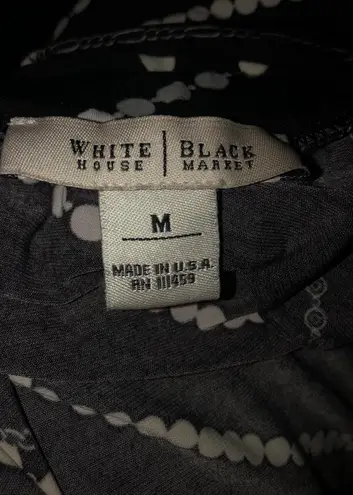 WHITE | BLACK
HOUSE | MARKET
M
MADE IN U.S.A
RN 111459